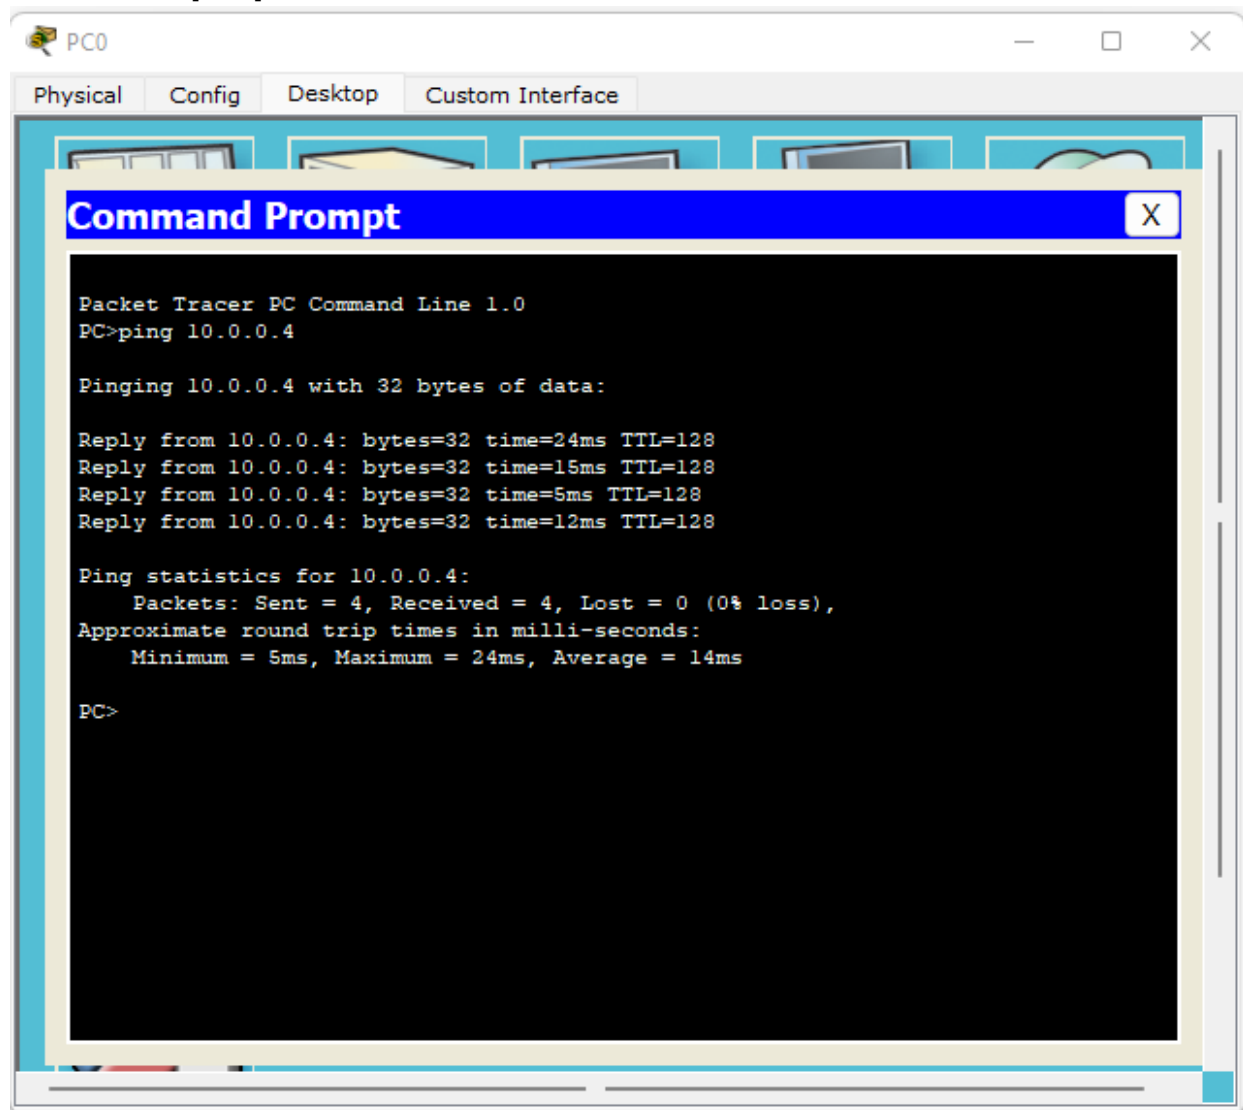 PC0
Physical Config Desktop Custom Interface
Command Prompt X
Packet Tracer PC Command Line 1.0
PC>ping 10.0.0.4
Pinging 10.0.0.4 with 32 bytes of data:
Reply from 10.0.0.4: bytes=32 time=24ms TTL=128
Reply from 10.0.0.4: bytes=32 time=15ms TTL=128
Reply from 10.0.0.4: bytes=32 time=5ms TTL=128
Reply from 10.0.0.4: bytes=32 time=12ms TTL=128
Ping statistics for 10.0.0.4:
Packets: Sent = 4, Received = 4, Lost = 0 (0% loss),
Approximate round trip times in milli-seconds:
Minimum = 5ms, Maximum = 24ms, Average = 14ms
PC>